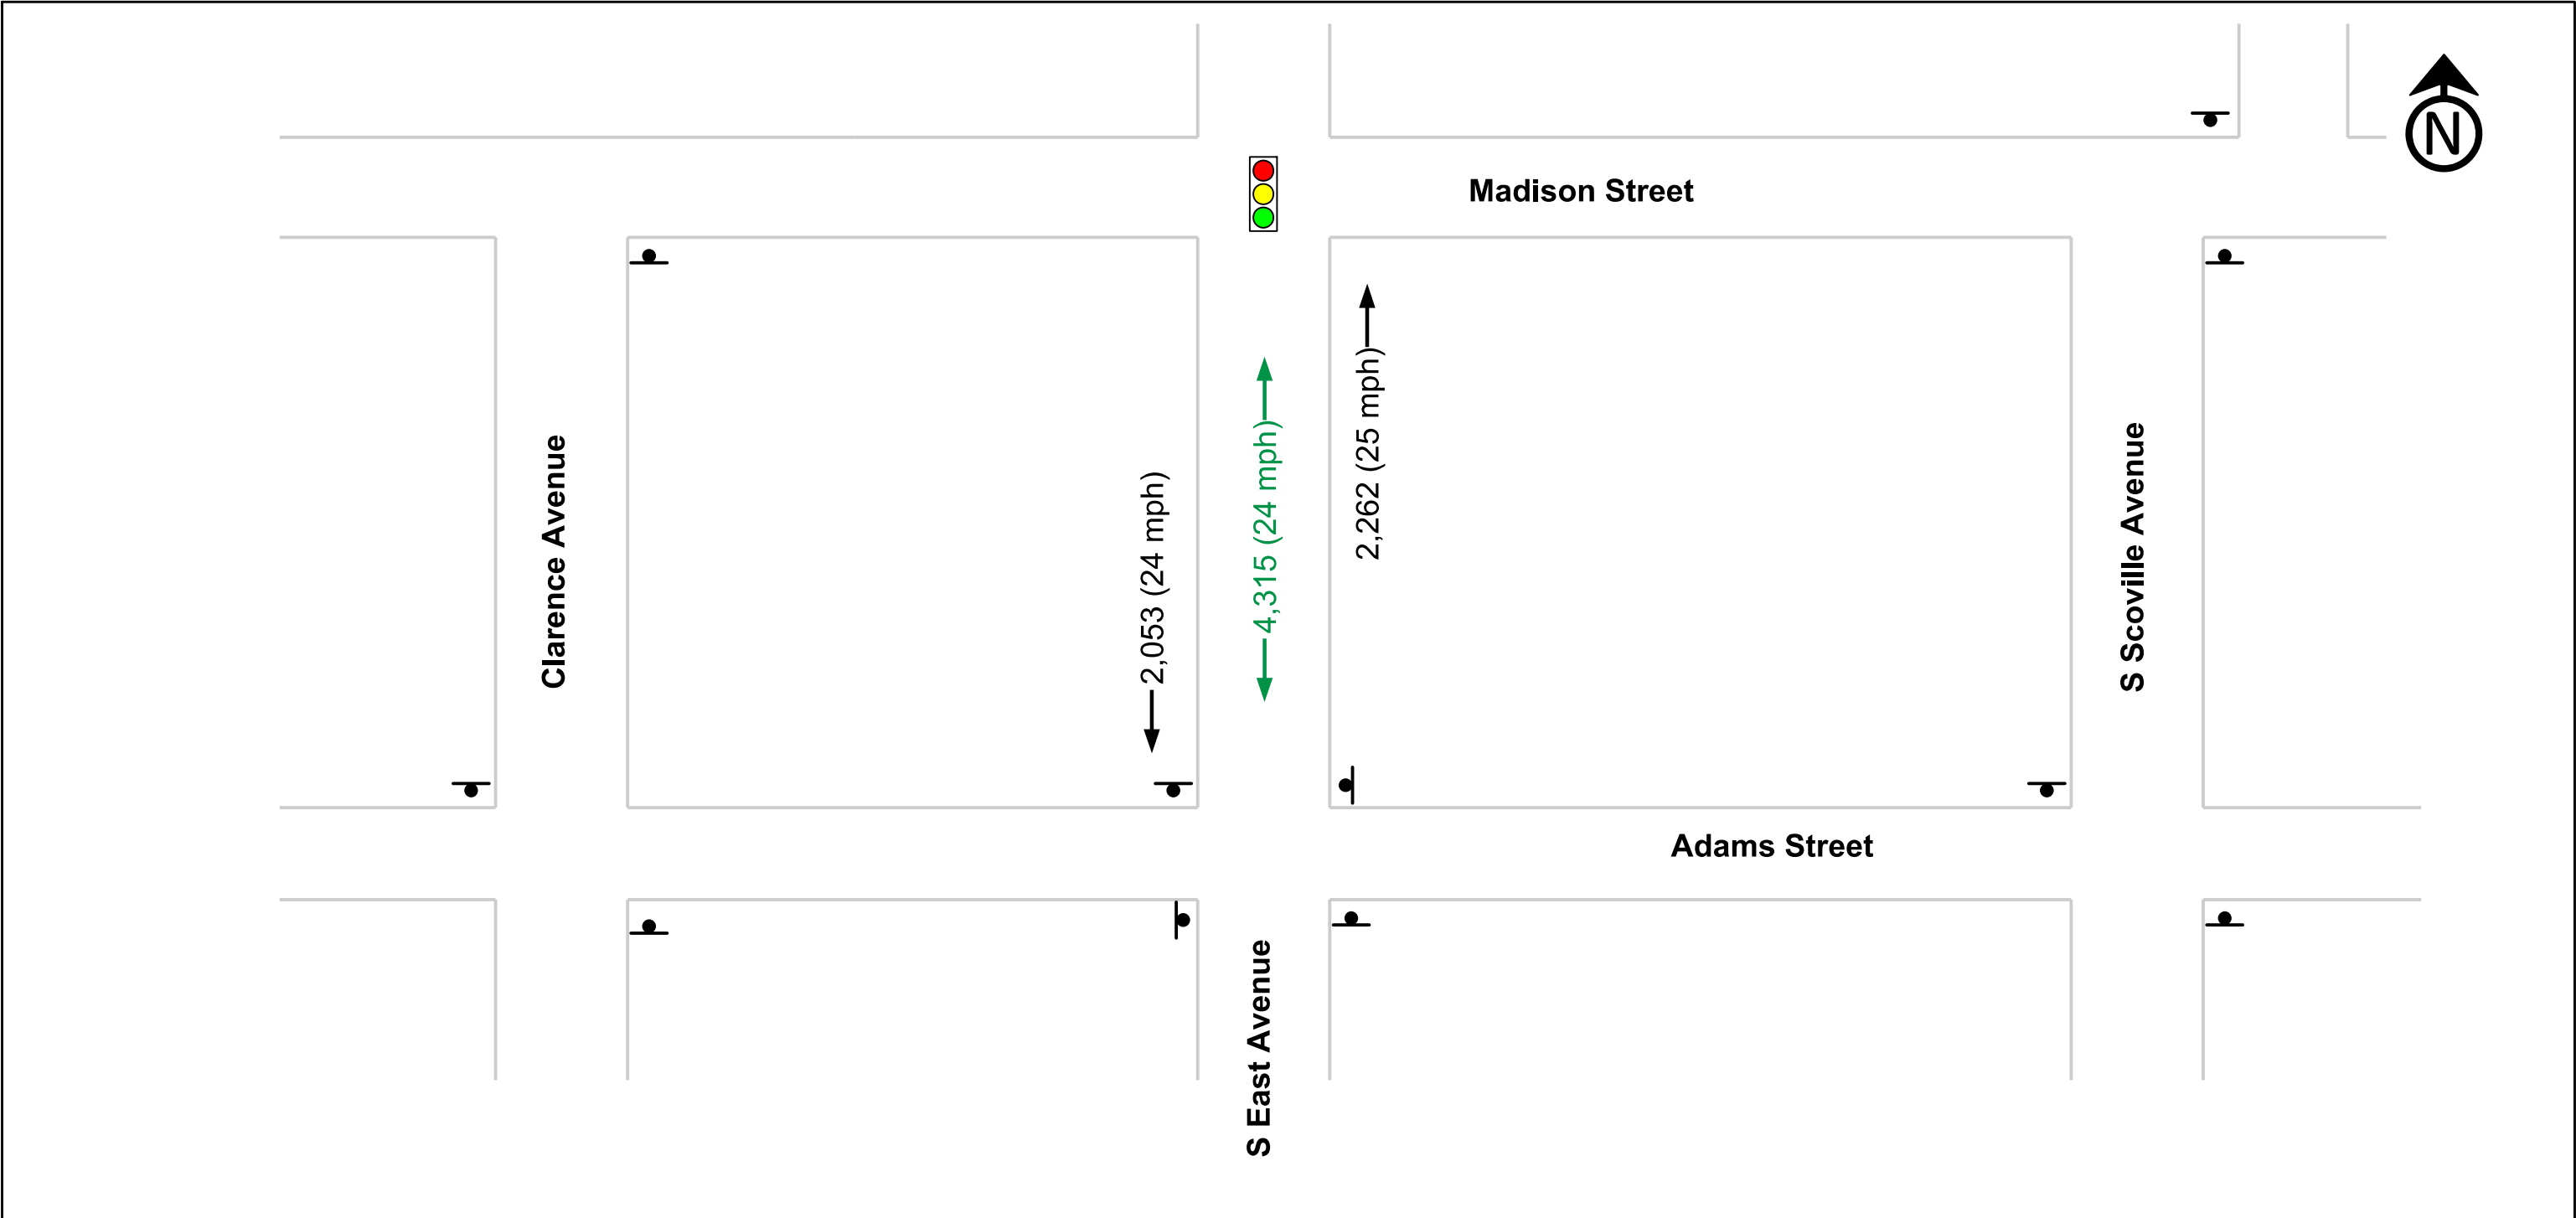 N
Madison Street
Clarence Avenue
2,053 (24 mph)
4,315 (24 mph)
2,262 (25 mph)
S Scoville Avenue
Adams Street
S East Avenue